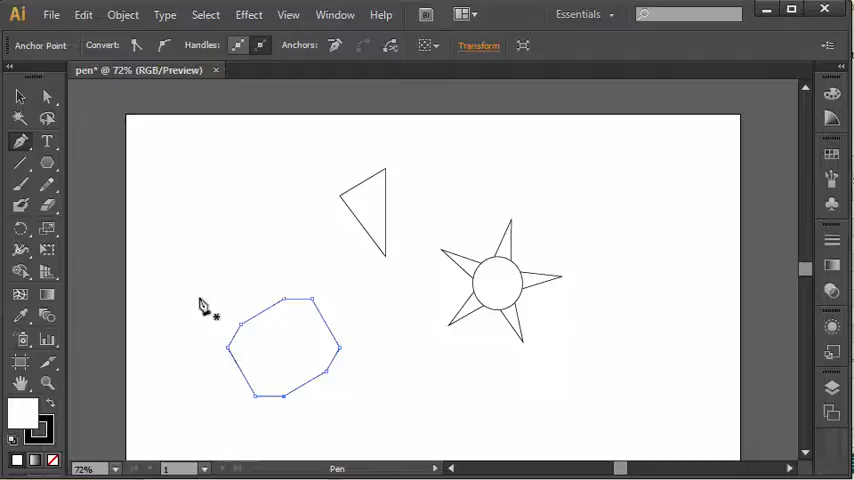 Ai File Edit Object Type Select Effect View Window Help Br Essentials
Anchor Point Convert: Handles: Anchors: Transform
pen* @ 72% (RGB/Preview) ×
T
72% 1 Pen